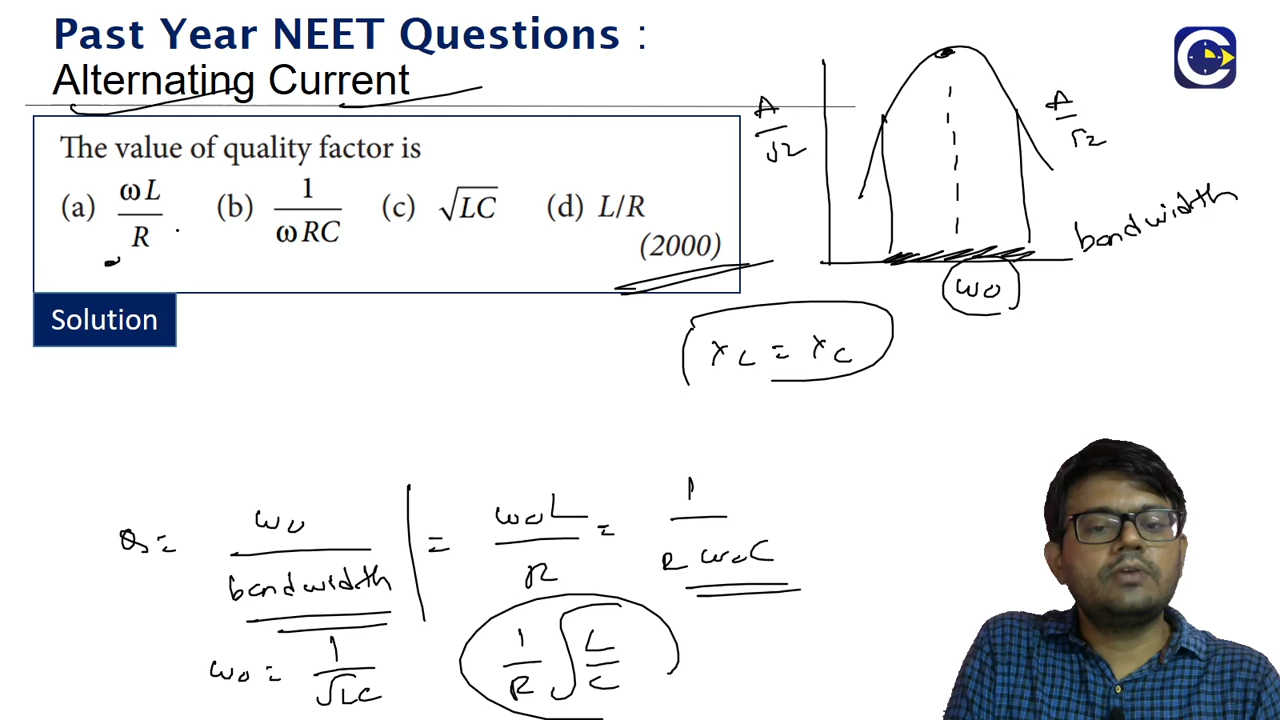 Past Year NEET Questions :
Alternating Current
The value of quality factor is
(a) ωL/R (b) 1/ωRC (c) √LC (d) L/R
(2000)
Solution
A/√2
A/√2
bandwidth
ω0
XL = XC
Q = ω0/bandwidth = ω0L/R = 1/R ω0C
ω0 = 1/√LC
1/R √L/C